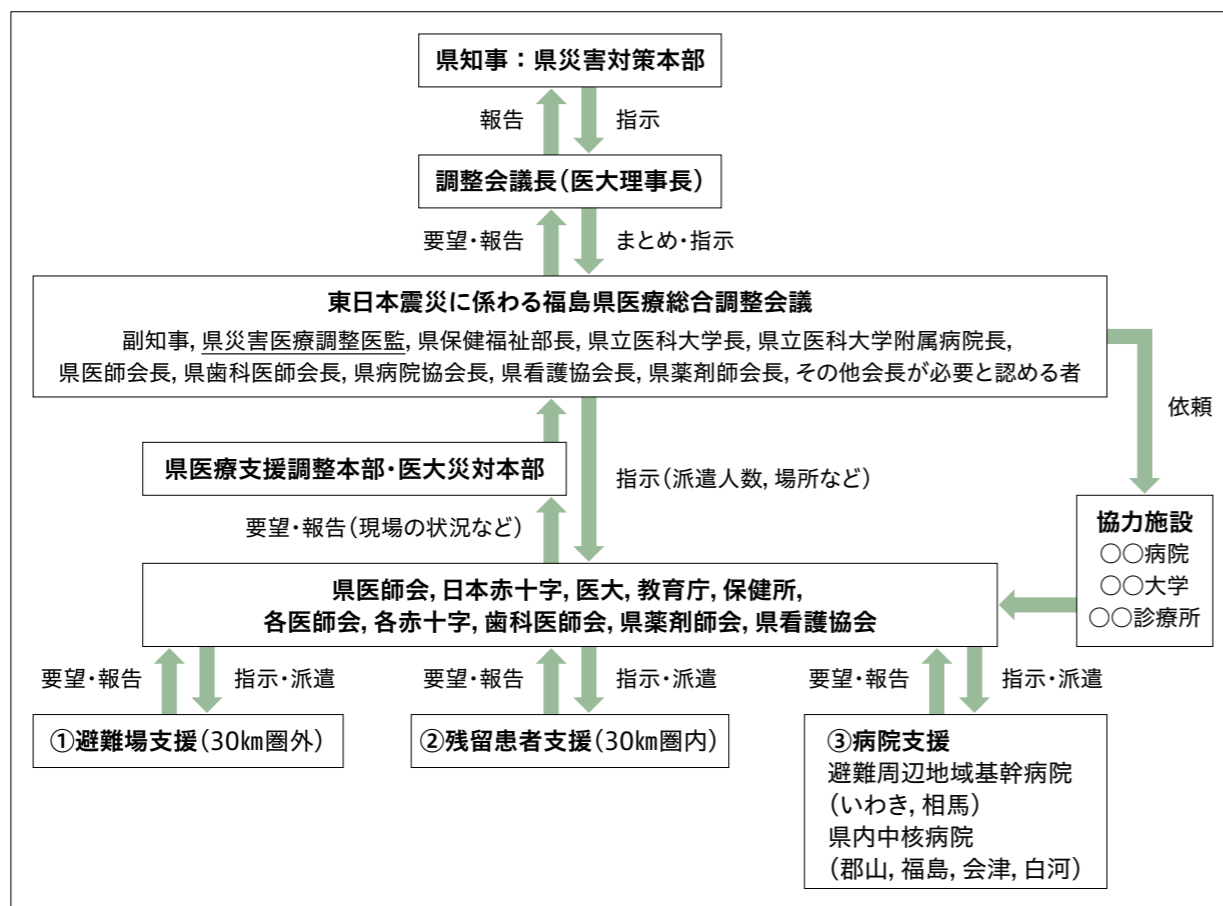 県知事：県災害対策本部
報告
指示
調整会議長（医大理事長）
要望・報告
まとめ・指示
東日本震災に係わる福島県医療総合調整会議
副知事，県災害医療調整医監，県保健福祉部長，県立医科大学長，県立医科大学附属病院長，
県医師会長，県歯科医師会長，県病院協会長，県看護協会長，県薬剤師会長，その他会長が必要と認める者
依頼
県医療支援調整本部・医大災対本部
指示（派遣人数，場所など）
要望・報告（現場の状況など）
協力施設
○○病院
○○大学
○○診療所
県医師会，日本赤十字，医大，教育庁，保健所，
各医師会，各赤十字，歯科医師会，県薬剤師会，県看護協会
要望・報告
指示・派遣
要望・報告
指示・派遣
要望・報告
指示・派遣
①避難場支援（30km圏外）
②残留患者支援（30km圏内）
③病院支援
避難周辺地域基幹病院
（いわき，相馬）
県内中核病院
（郡山，福島，会津，白河）